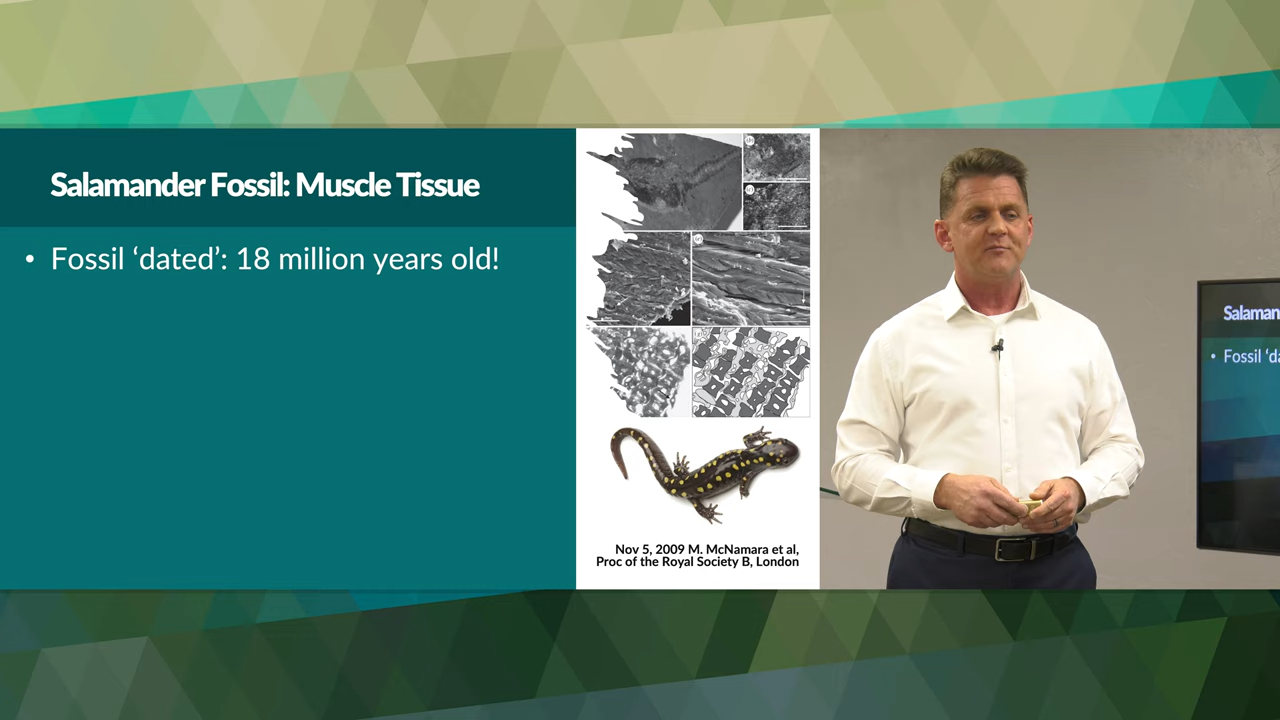 Salamander Fossil: Muscle Tissue
• Fossil ‘dated’: 18 million years old!
Nov 5, 2009 M. McNamara et al,
Proc of the Royal Society B, London
Salaman
• Fossil ‘da